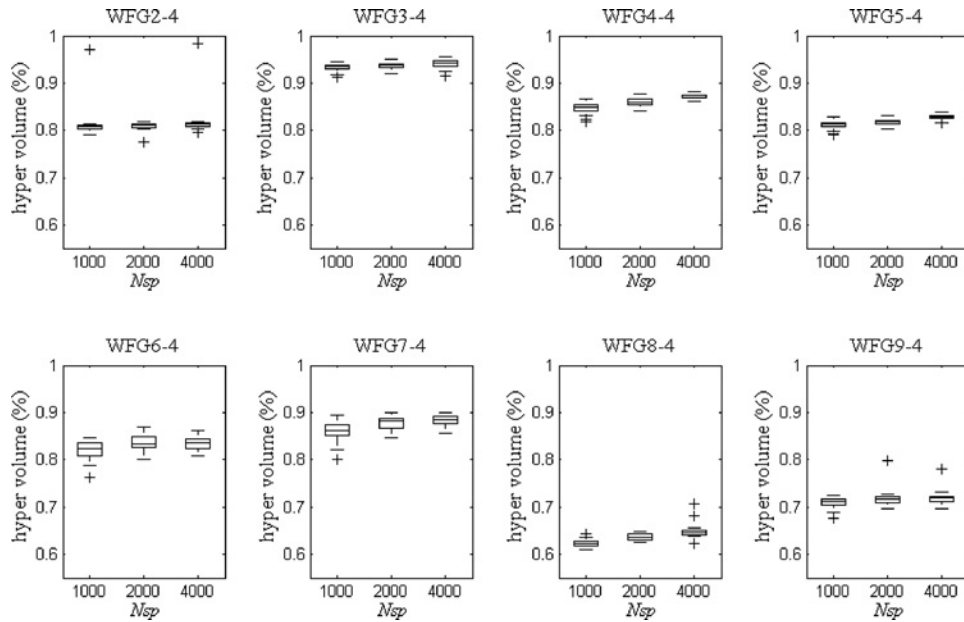 WFG2-4 WFG3-4 WFG4-4 WFG5-4
1 1 1 1
0.9 0.9 0.9 0.9
0.8 0.8 0.8 0.8
0.7 0.7 0.7 0.7
0.6 0.6 0.6 0.6
hyper volume (%) hyper volume (%) hyper volume (%) hyper volume (%)
1000 2000 4000 1000 2000 4000 1000 2000 4000 1000 2000 4000
Nsp Nsp Nsp Nsp
WFG6-4 WFG7-4 WFG8-4 WFG9-4
1 1 1 1
0.9 0.9 0.9 0.9
0.8 0.8 0.8 0.8
0.7 0.7 0.7 0.7
0.6 0.6 0.6 0.6
hyper volume (%) hyper volume (%) hyper volume (%) hyper volume (%)
1000 2000 4000 1000 2000 4000 1000 2000 4000 1000 2000 4000
Nsp Nsp Nsp Nsp